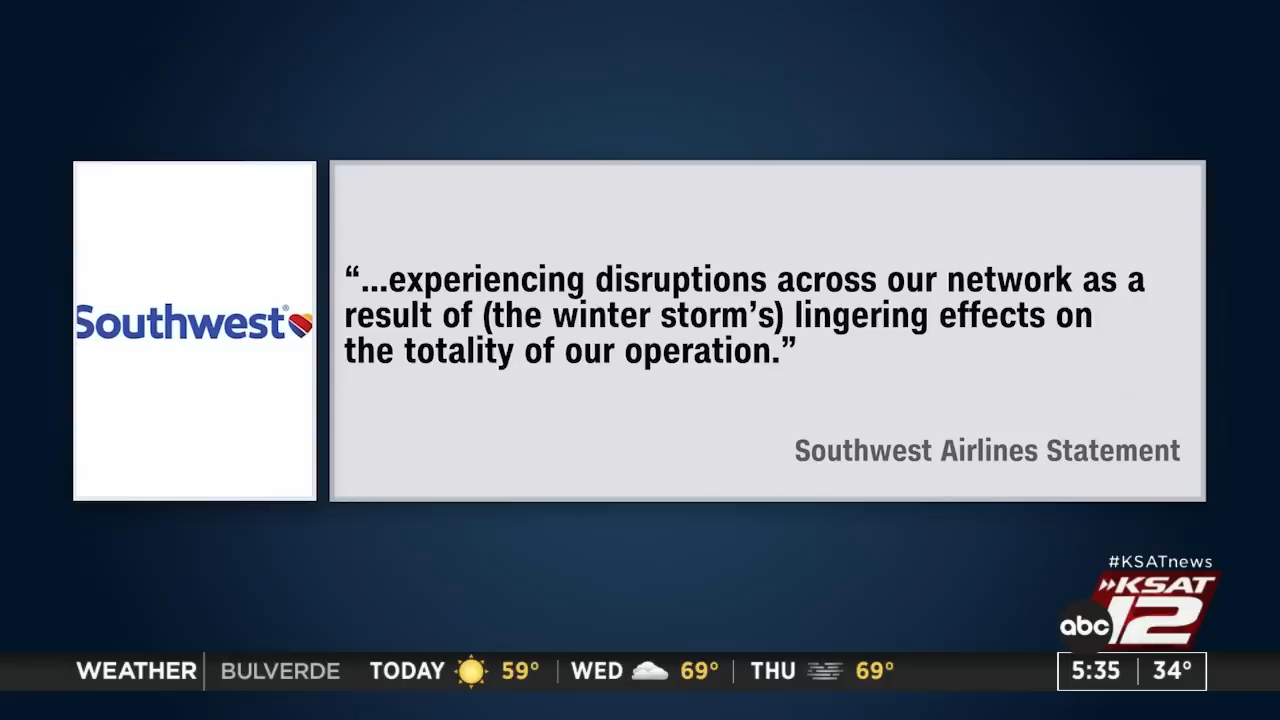 Southwest®
“...experiencing disruptions across our network as a
result of (the winter storm’s) lingering effects on
the totality of our operation.”
Southwest Airlines Statement
#KSATnews
KSAT
abc 12
WEATHER BULVERDE TODAY 59° WED 69° THU 69° 5:35 34°